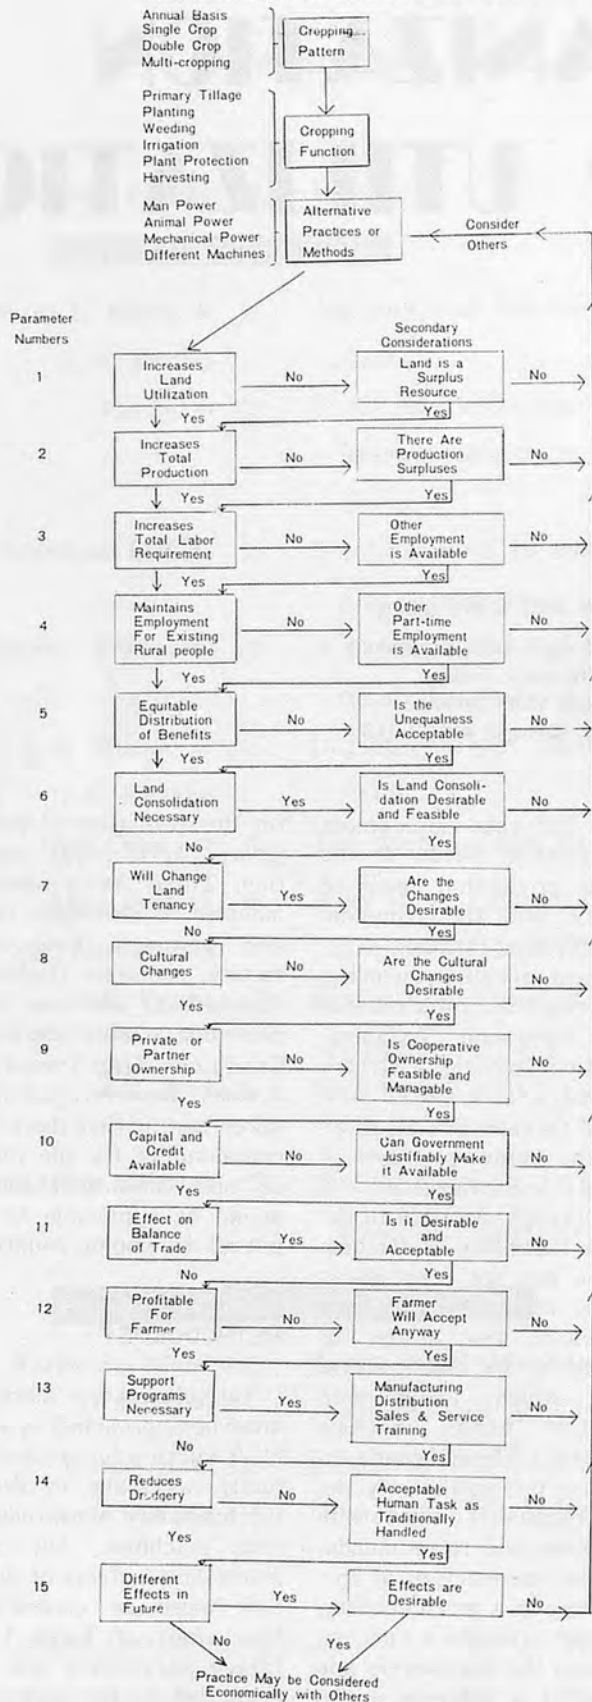 Annual Basis
Single Crop
Double Crop
Multi-cropping
Cropping
Pattern
Primary Tillage
Planting
Weeding
Irrigation
Plant Protection
Harvesting
Cropping
Function
Man Power
Animal Power
Mechanical Power
Different Machines
Alternative
Practices or
Methods
Consider
Others
Parameter
Numbers
Secondary
Considerations
1
Increases
Land
Utilization
No
Land is a
Surplus
Resource
No
Yes
Yes
2
Increases
Total
Production
No
There Are
Production
Surpluses
No
Yes
Yes
3
Increases
Total Labor
Requirement
No
Other
Employment
is Available
No
Yes
Yes
4
Maintains
Employment
For Existing
Rural people
No
Other
Part-time
Employment
is Available
No
Yes
Yes
5
Equitable
Distribution
of Benefits
No
Is the
Unequalness
Acceptable
No
Yes
Yes
6
Land
Consolidation
Necessary
Yes
Is Land Consoli-
dation Desirable
and Feasible
No
No
Yes
7
Will Change
Land
Tenancy
Yes
Are the
Changes
Desirable
No
No
Yes
8
Cultural
Changes
No
Are the Cultural
Changes
Desirable
No
Yes
Yes
9
Private
Partner
Ownership
No
Is Cooperative
Ownership
Feasible and
Managable
No
Yes
Yes
10
Capital and
Credit
Available
No
Can Government
Justifiably Make
it Available
No
Yes
Yes
11
Effect on
Balance
of Trade
Yes
Is it Desirable
and
Acceptable
No
No
Yes
12
Profitable
For
Farmer
No
Farmer
Will Accept
Anyway
No
Yes
Yes
13
Support
Programs
Necessary
Yes
Manufacturing
Distribution
Sales & Service
Training
No
No
Yes
14
Reduces
Drudgery
No
Acceptable
Human Task as
Traditionally
Handled
No
Yes
Yes
15
Different
Effects in
Future
Yes
Effects are
Desirable
No
No
Yes
Practice May be Considered
Economically with Others